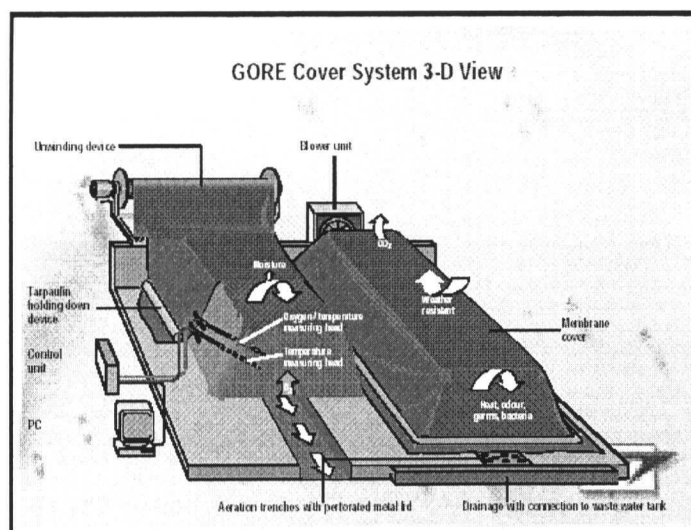 GORE Cover System 3-D View
Unwinding device
Blower unit
CO₂
Moisture
Weather
resistant
Tarpaulin
holding down
device
Oxygen/temperature
measuring head
Membrane
cover
Temperature
measuring head
Control
unit
Heat, odour,
germs, bacteria
PC
Aeration trenches with perforated metal lid
Drainage with connection to waste water tank